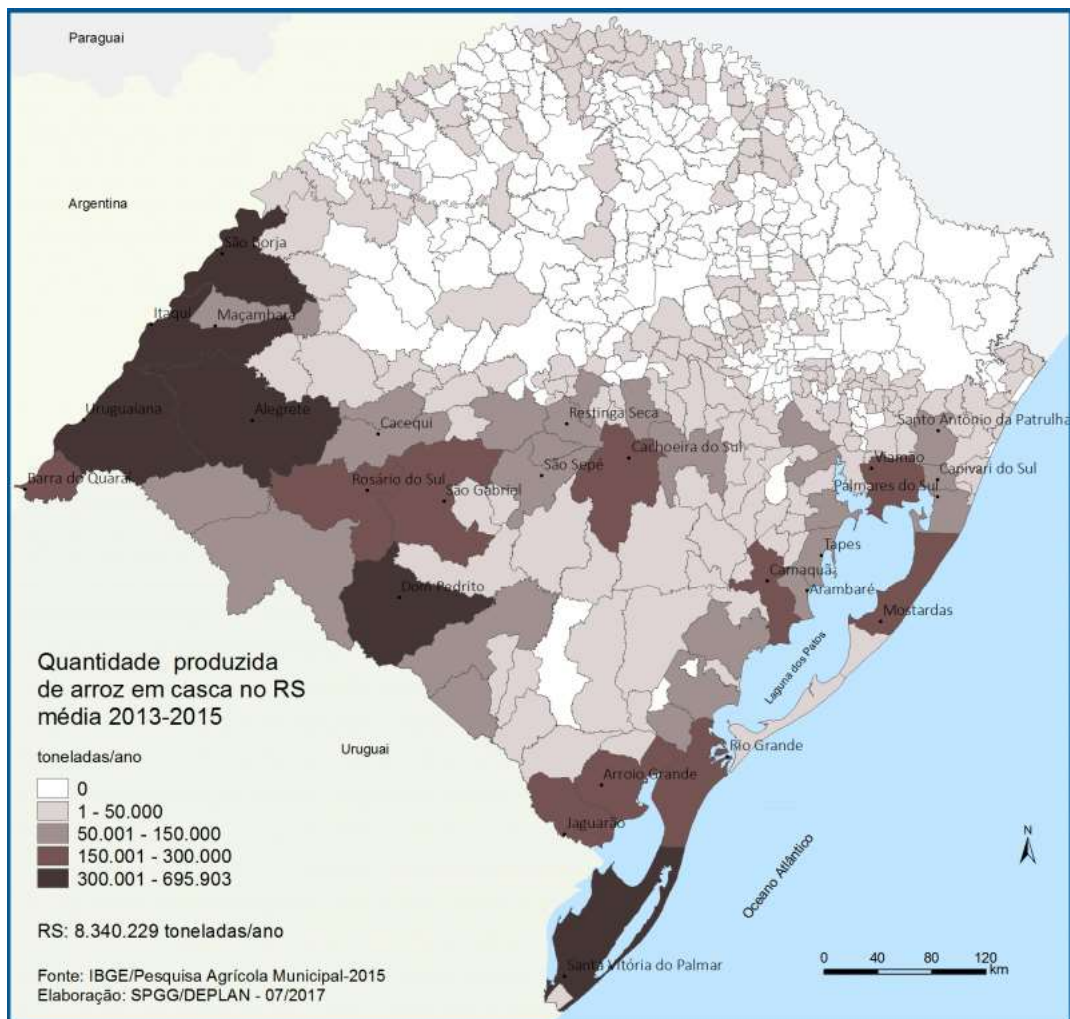 Paraguai
Argentina
São Borja
Itaqui
Maçambará
Uruguaiana
Alegrete
Cacequi
Restinga Seca
Santo Antônio da Patrulha
Cachoeira do Sul
Viamão
São Sepé
Capivari do Sul
Barra do Quaraí
Rosário do Sul
São Gabriel
Palmares do Sul
Tapes
Camaquã
Dom Pedrito
Arambaré
Mostardas
Laguna dos Patos
Quantidade produzida
de arroz em casca no RS
média 2013-2015
Uruguai
Rio Grande
toneladas/ano
0
1 - 50.000
50.001 - 150.000
150.001 - 300.000
300.001 - 695.903
Arroio Grande
Jaguarão
Oceano Atlântico
N
RS: 8.340.229 toneladas/ano
Santa Vitória do Palmar
Fonte: IBGE/Pesquisa Agrícola Municipal-2015
Elaboração: SPGG/DEPLAN - 07/2017
0 20 40 80 120
km